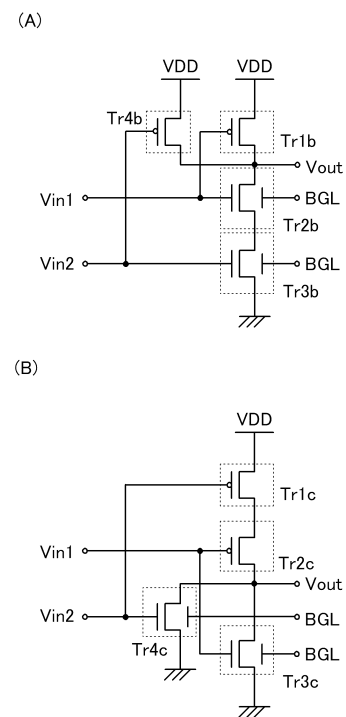 (A)
VDD VDD
Tr4b
Tr1b
Vout
Vin1 BGL
Tr2b
Vin2 BGL
Tr3b
(B)
VDD
Tr1c
Vin1
Tr2c
Vout
Vin2 BGL
Tr4c BGL
Tr3c